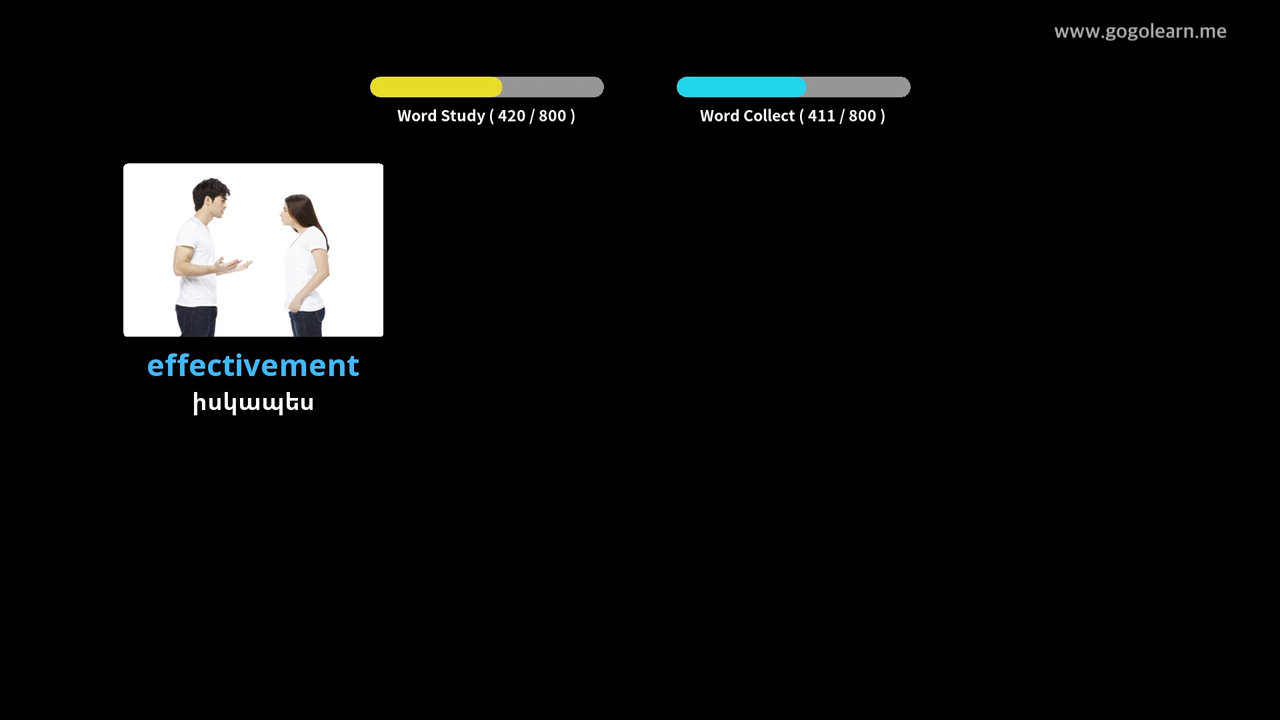 www.gogolearn.me
Word Study ( 420 / 800 )
Word Collect ( 411 / 800 )
effectivement
իսկապես